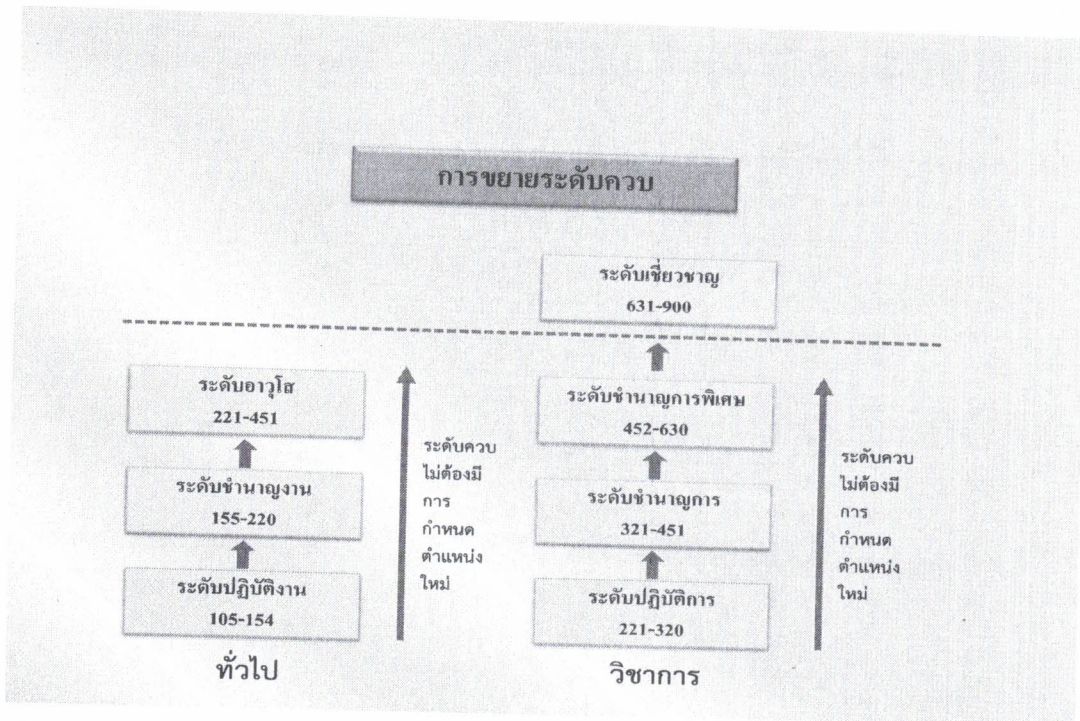 การขยายระดับควบ
ระดับเชี่ยวชาญ
631-900
ระดับอาวุโส
221-451
ระดับชำนาญงาน
155-220
ระดับปฏิบัติงาน
105-154
ทั่วไป
ระดับควบ
ไม่ต้องมี
การ
กำหนด
ตำแหน่ง
ใหม่
ระดับชำนาญการพิเศษ
452-630
ระดับชำนาญการ
321-451
ระดับปฏิบัติการ
221-320
วิชาการ
ระดับควบ
ไม่ต้องมี
การ
กำหนด
ตำแหน่ง
ใหม่